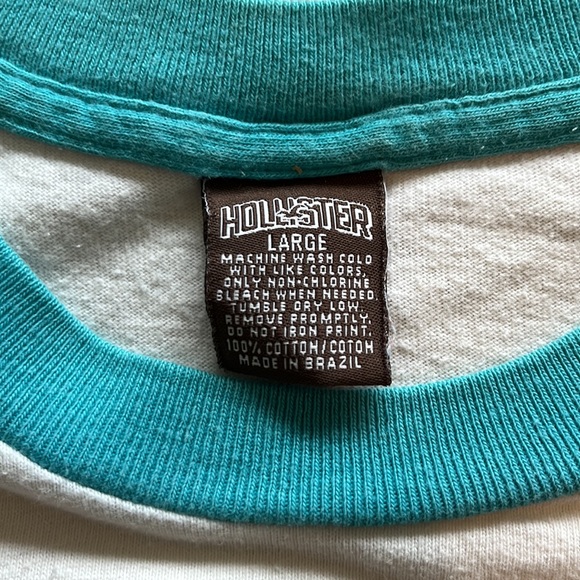 HOLLISTER
LARGE
MACHINE WASH COLD
WITH LIKE COLORS,
ONLY NON-CHLORINE
BLEACH WHEN NEEDED.
TUMBLE DRY LOW.
REMOVE PROMPTLY.
DO NOT IRON PRINT.
100% COTTON/COTOH
MADE IN BRAZIL